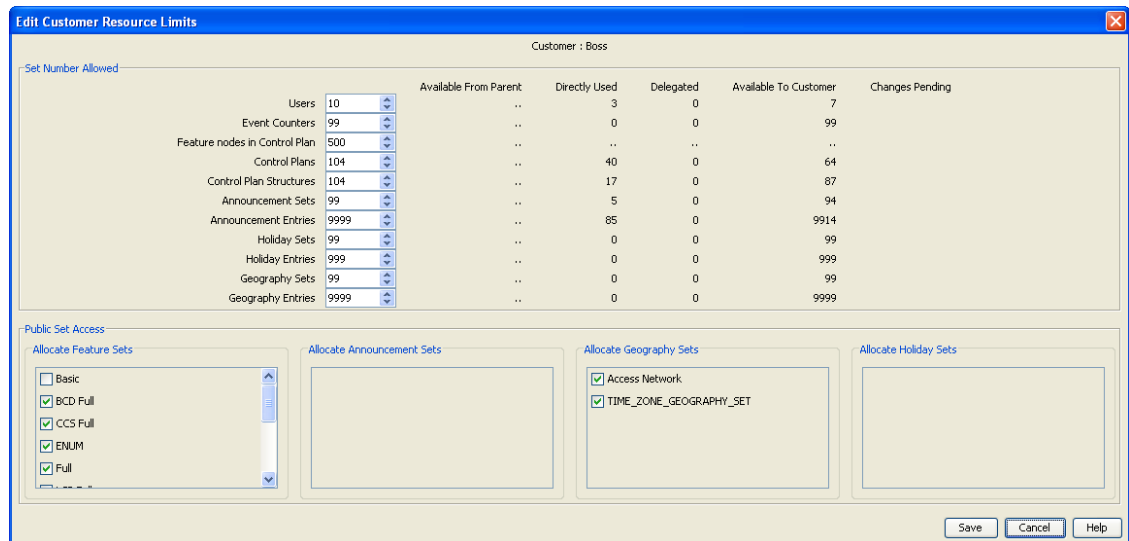 Edit Customer Resource Limits
Customer : Boss
Set Number Allowed
Available From Parent Directly Used Delegated Available To Customer Changes Pending
Users 10 .. 3 0 7
Event Counters 99 .. 0 0 99
Feature nodes in Control Plan 500 .. .. .. ..
Control Plans 104 .. 40 0 64
Control Plan Structures 104 .. 17 0 87
Announcement Sets 99 .. 5 0 94
Announcement Entries 9999 .. 85 0 9914
Holiday Sets 99 .. 0 0 99
Holiday Entries 999 .. 0 0 999
Geography Sets 99 .. 0 0 99
Geography Entries 9999 .. 0 0 9999
Public Set Access
Allocate Feature Sets Allocate Announcement Sets Allocate Geography Sets Allocate Holiday Sets
Basic Access Network
BCD Full TIME_ZONE_GEOGRAPHY_SET
CCS Full
ENUM
Full
Save Cancel Help